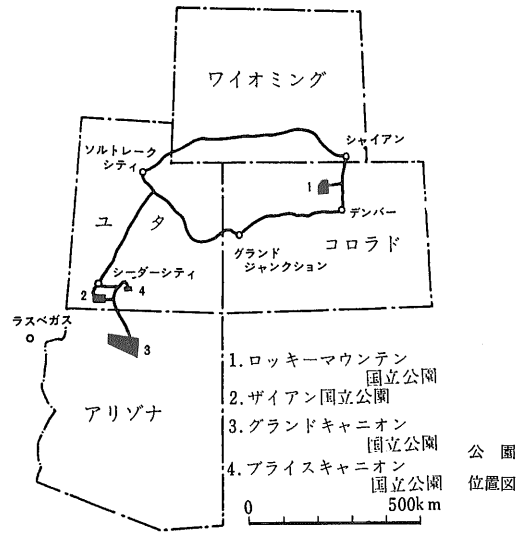 ワイオミング
シャイアン
ソルトレーク
シティ
1
デンバー
ユタ
コロラド
グランド
ジャンクション
シーダーシティ
2
4
ラスベガス
3
アリゾナ
1.ロッキーマウンテン
国立公園
2.ザイアン国立公園
3.グランドキャニオン
国立公園
4.ブライスキャニオン
国立公園
公園
位置図
0
500km